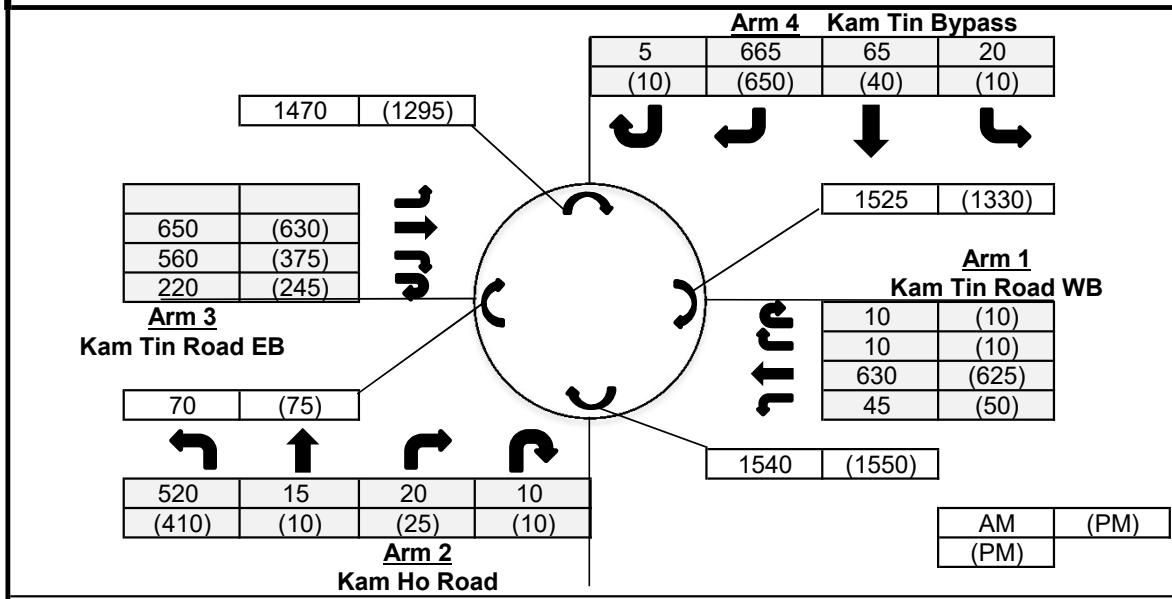 Arm 4 Kam Tin Bypass
5 665 65 20
(10) (650) (40) (10)
1470 (1295)
1525 (1330)
650 (630)
560 (375)
220 (245)
Arm 3
Kam Tin Road EB
Arm 1
Kam Tin Road WB
10 (10)
10 (10)
630 (625)
45 (50)
70 (75)
1540 (1550)
520 15 20 10
(410) (10) (25) (10)
Arm 2
Kam Ho Road
AM (PM)
(PM)